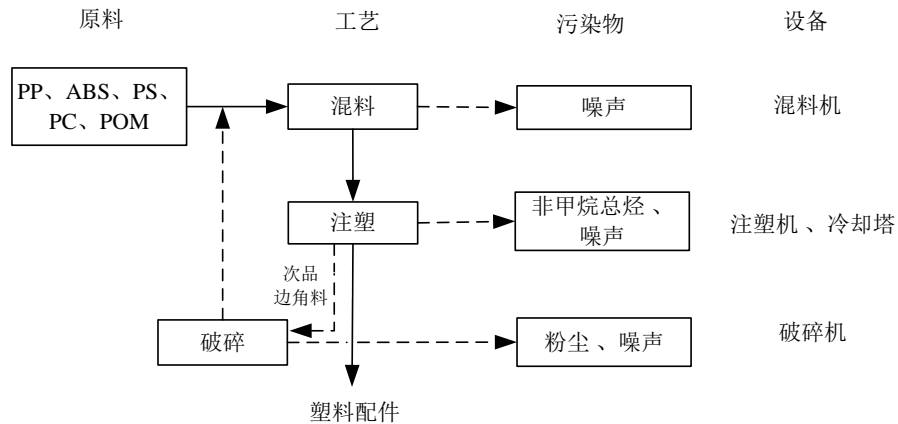 原料 工艺 污染物 设备
PP、ABS、PS、
PC、POM
混料
噪声
混料机
注塑
非甲烷总烃 、
噪声
注塑机 、冷却塔
次品
边角料
破碎
粉尘 、噪声
破碎机
塑料配件